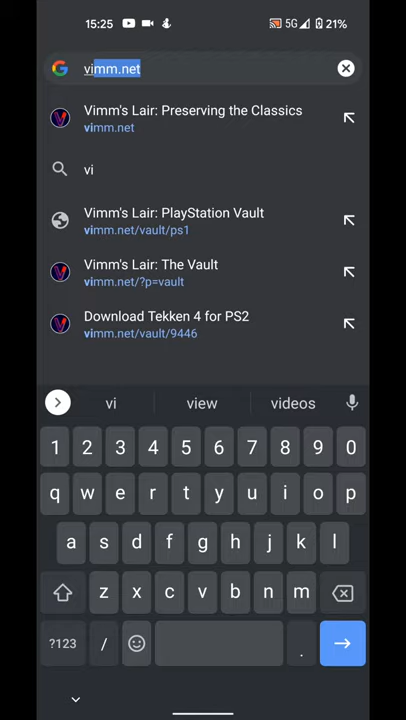 15:25 5G 21%
vimm.net
Vimm's Lair: Preserving the Classics
vimm.net
vi
Vimm's Lair: PlayStation Vault
vimm.net/vault/ps1
Vimm's Lair: The Vault
vimm.net/?p=vault
Download Tekken 4 for PS2
vimm.net/vault/9446
vi view videos
1 2 3 4 5 6 7 8 9 0
q w e r t y u i o p
a s d f g h j k l
z x c v b n m
?123 / .